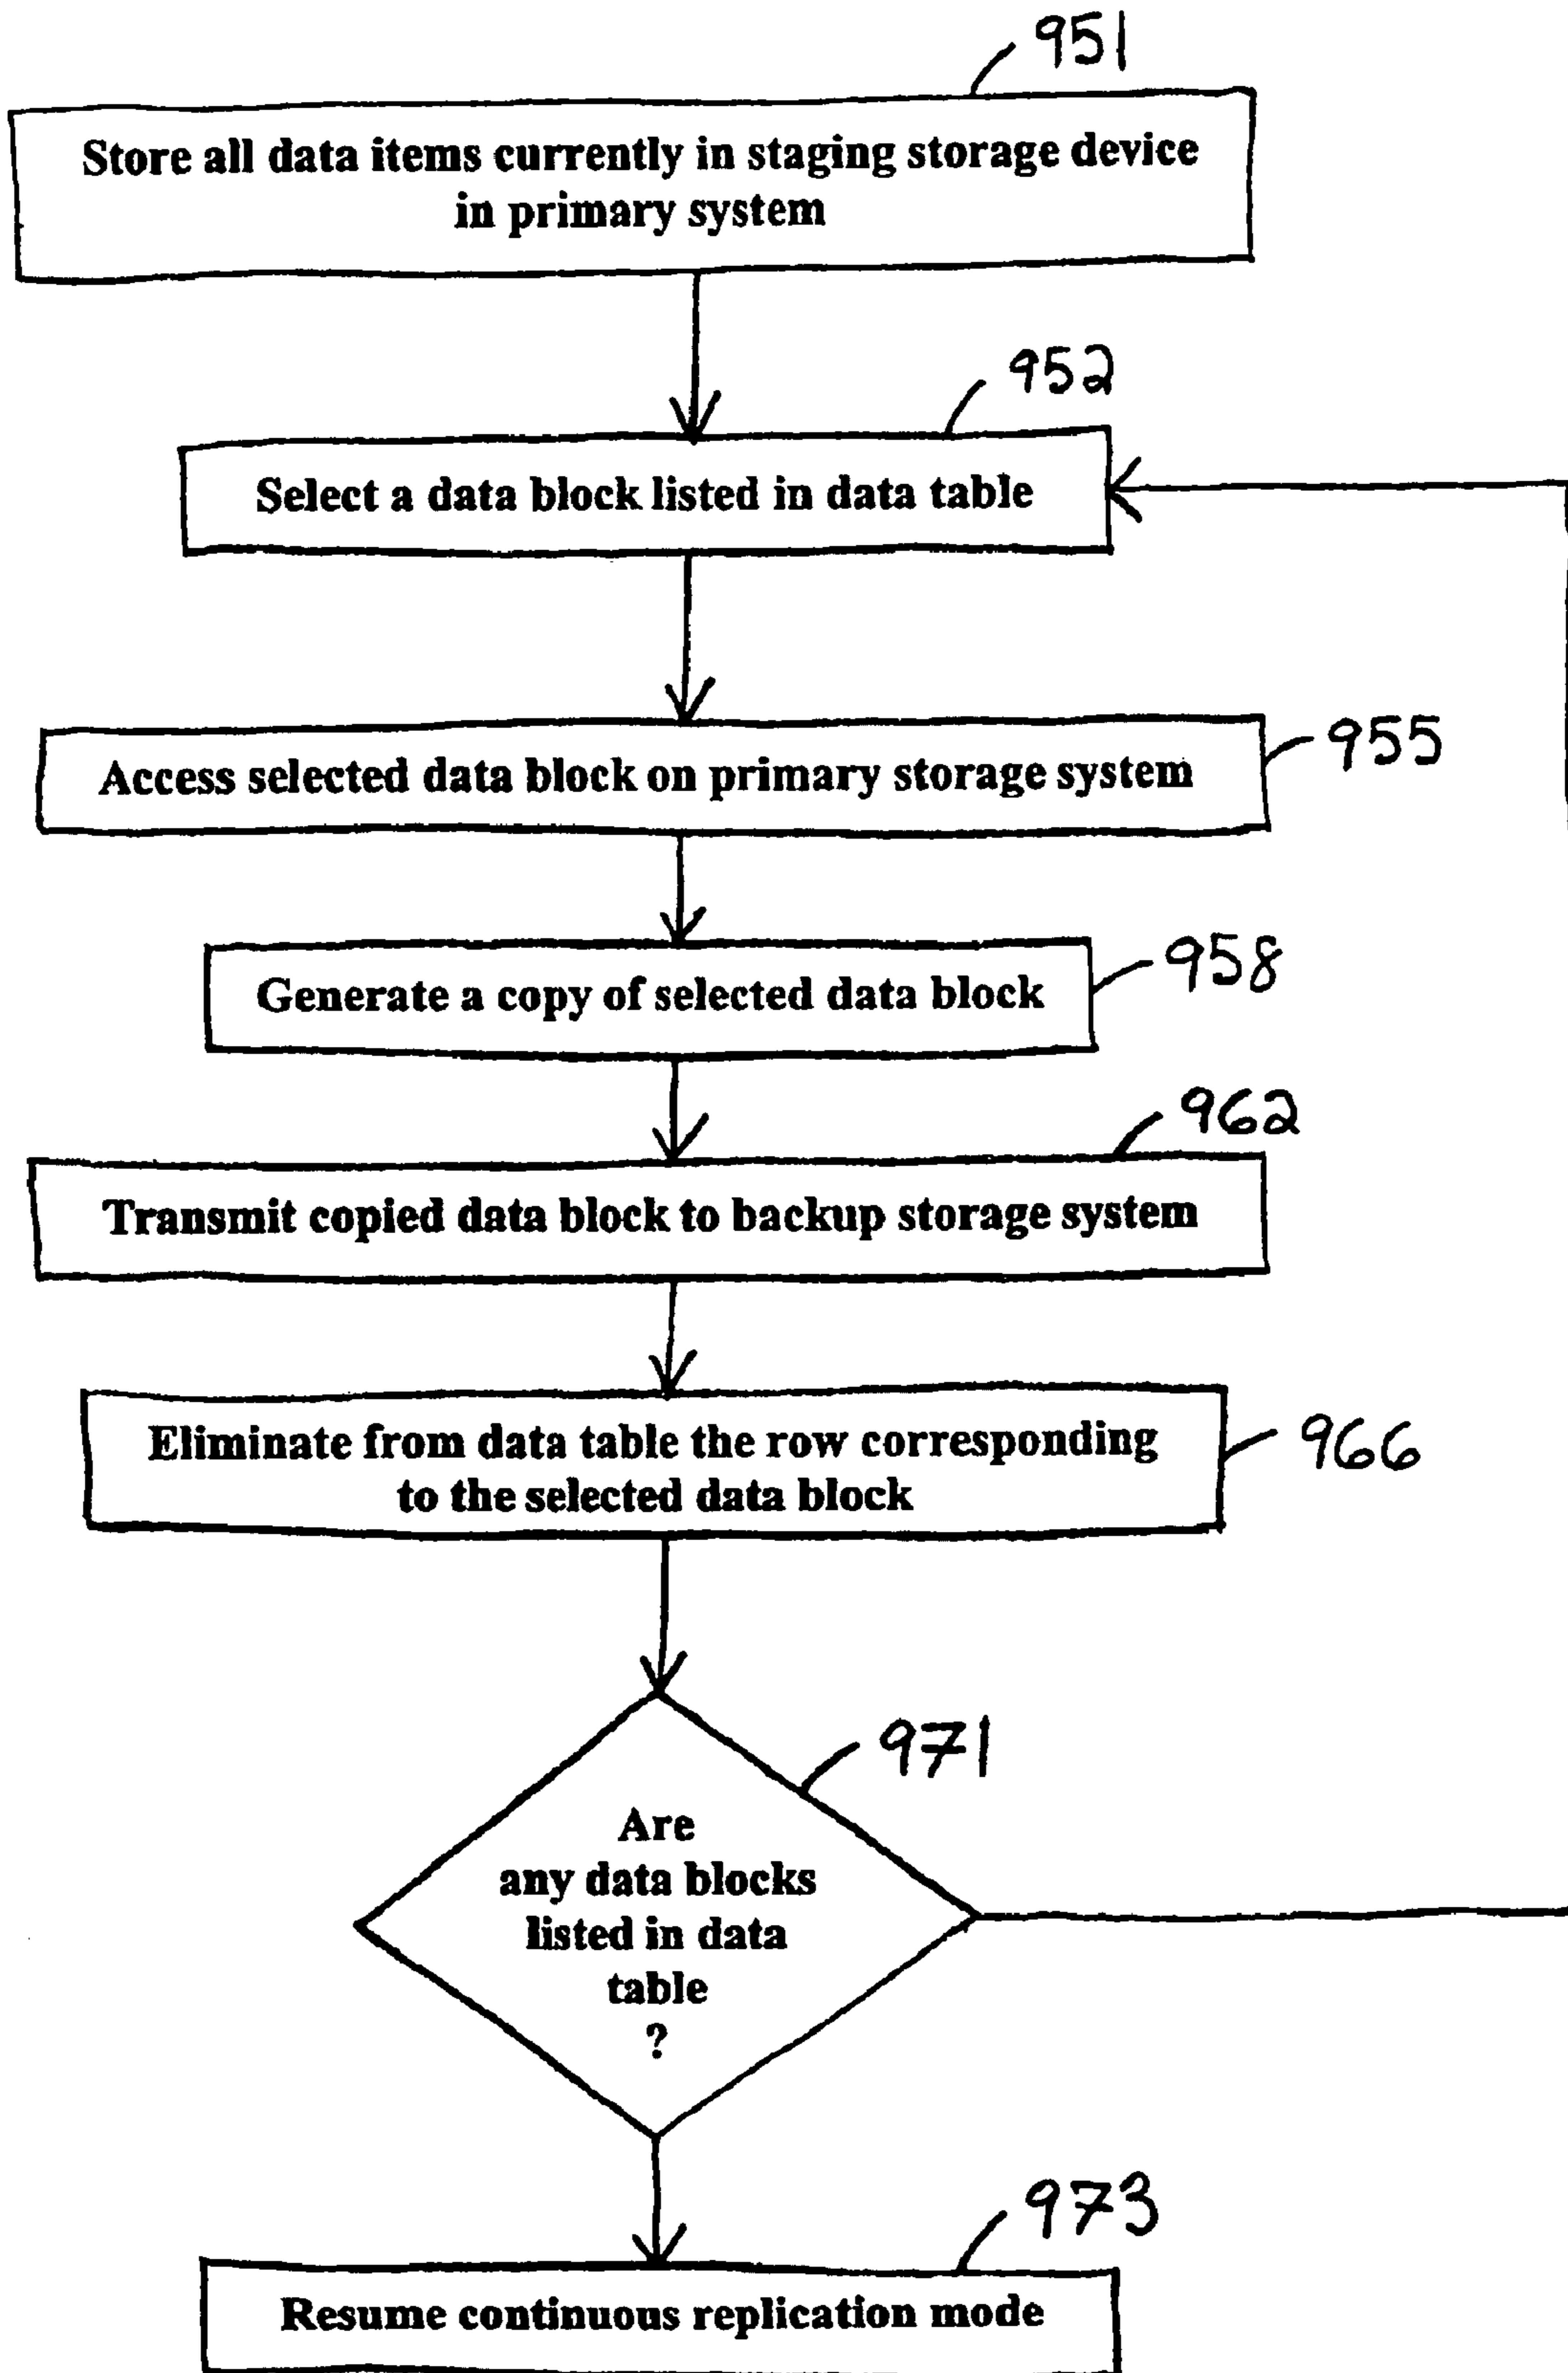 951
Store all data items currently in staging storage device
in primary system
952
Select a data block listed in data table
955
Access selected data block on primary storage system
958
Generate a copy of selected data block
962
Transmit copied data block to backup storage system
966
Eliminate from data table the row corresponding
to the selected data block
971
Are
any data blocks
listed in data
table
?
973
Resume continuous replication mode